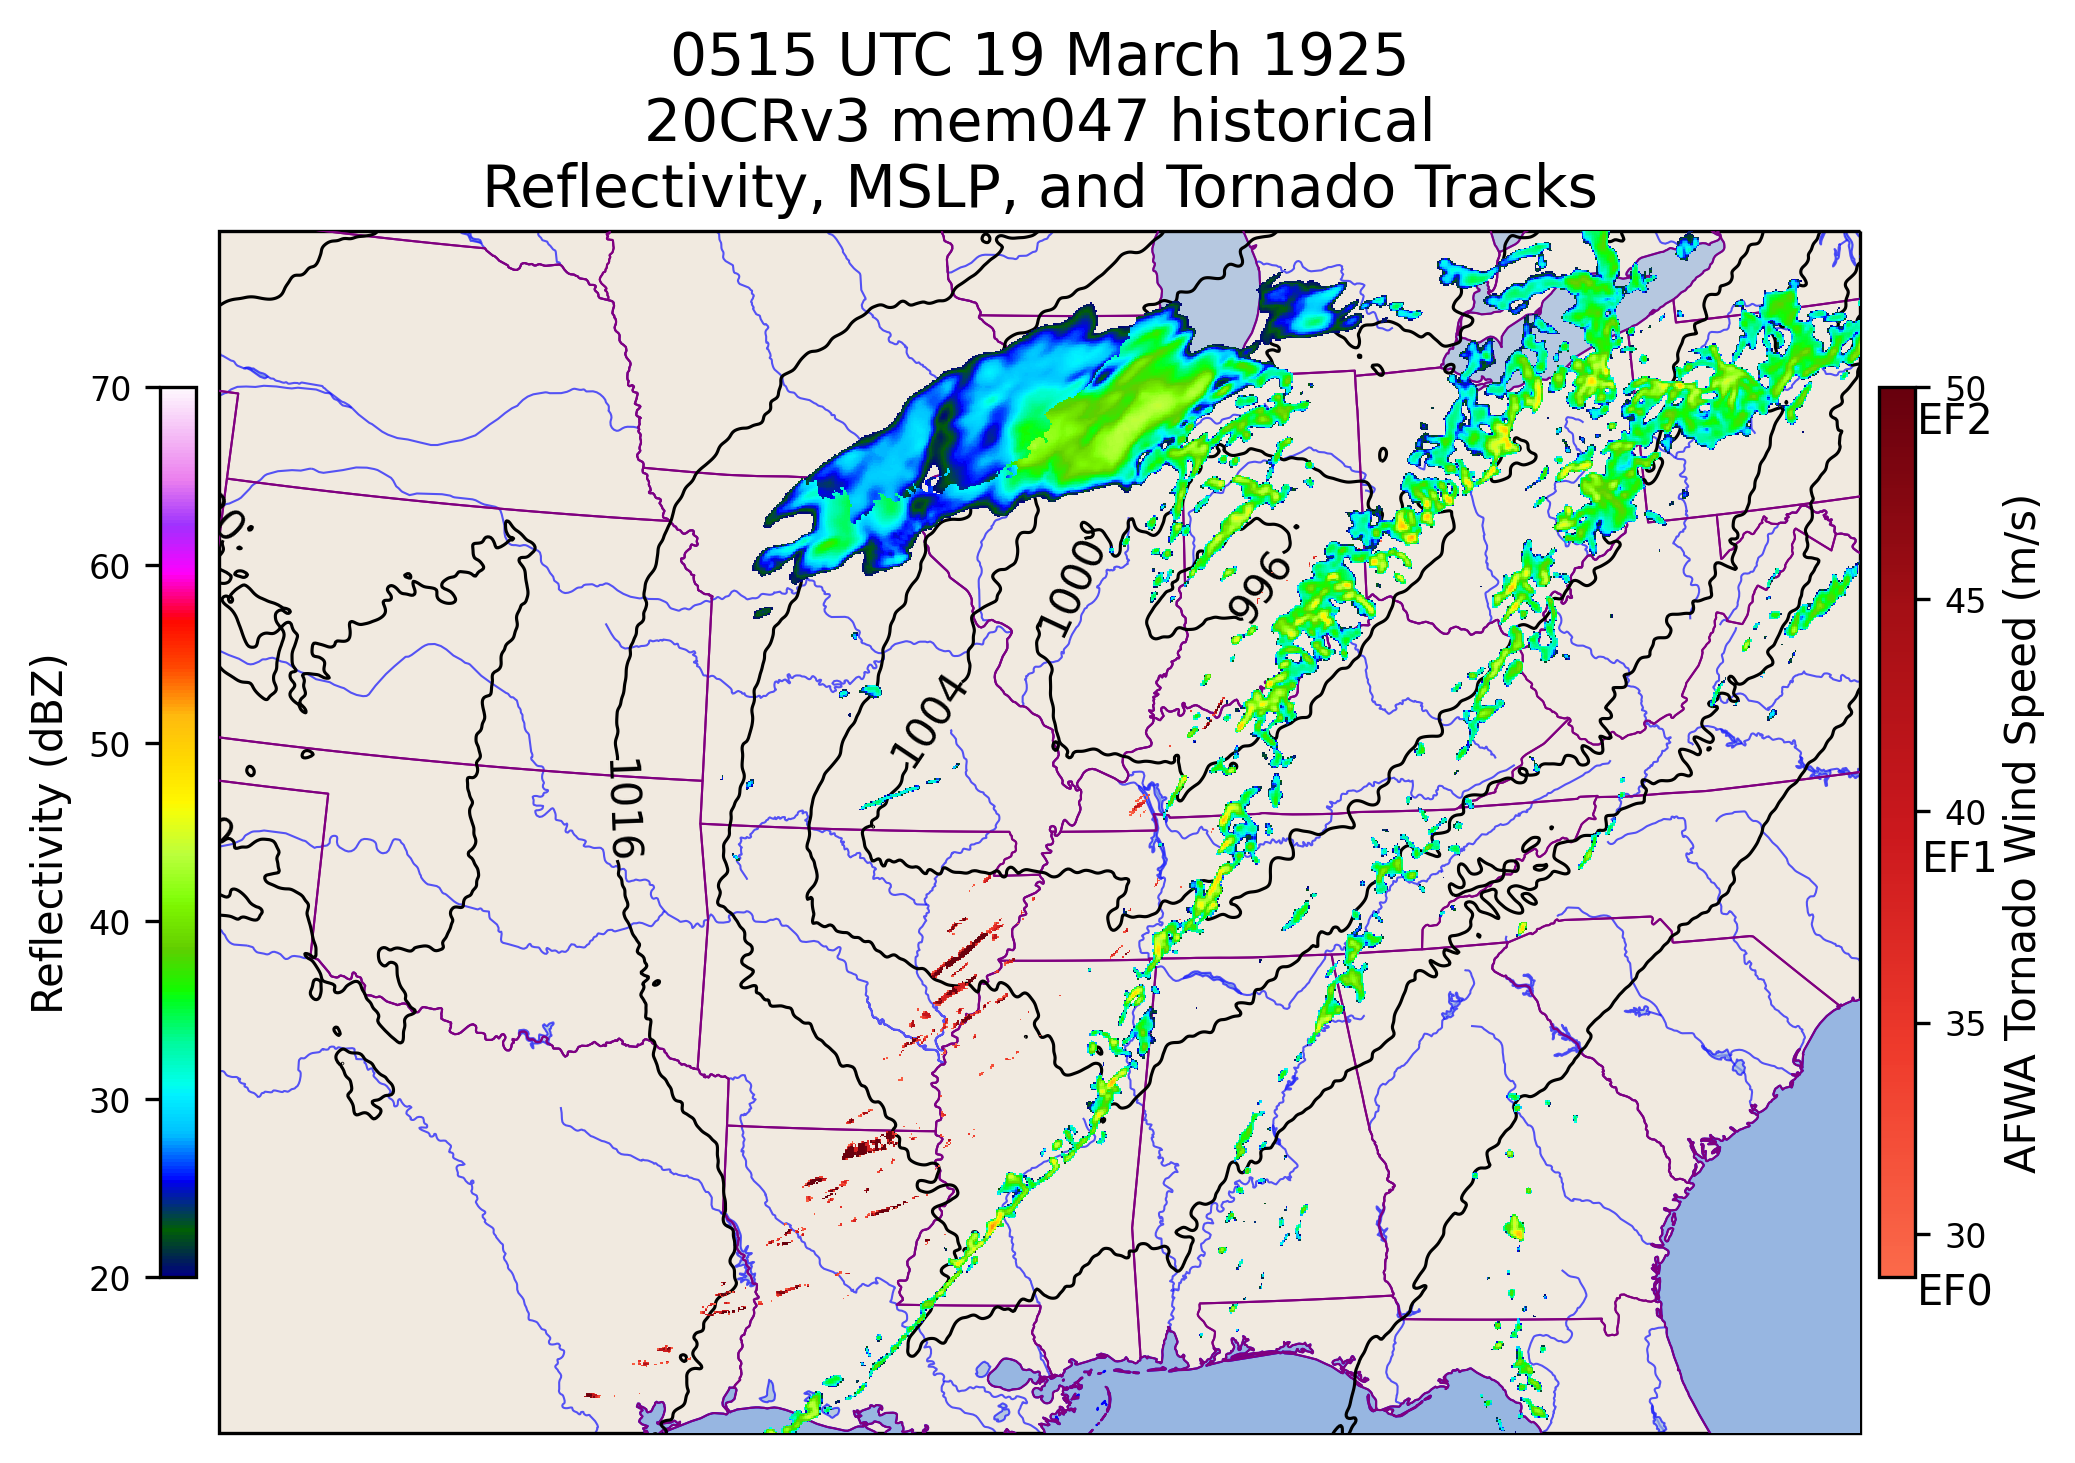 0515 UTC 19 March 1925
20CRv3 mem047 historical
Reflectivity, MSLP, and Tornado Tracks
70
60
50
40
30
20
Reflectivity (dBZ)
1016
1004
1000
996
50
EF2
45
40
EF1
35
30
EF0
AFWA Tornado Wind Speed (m/s)